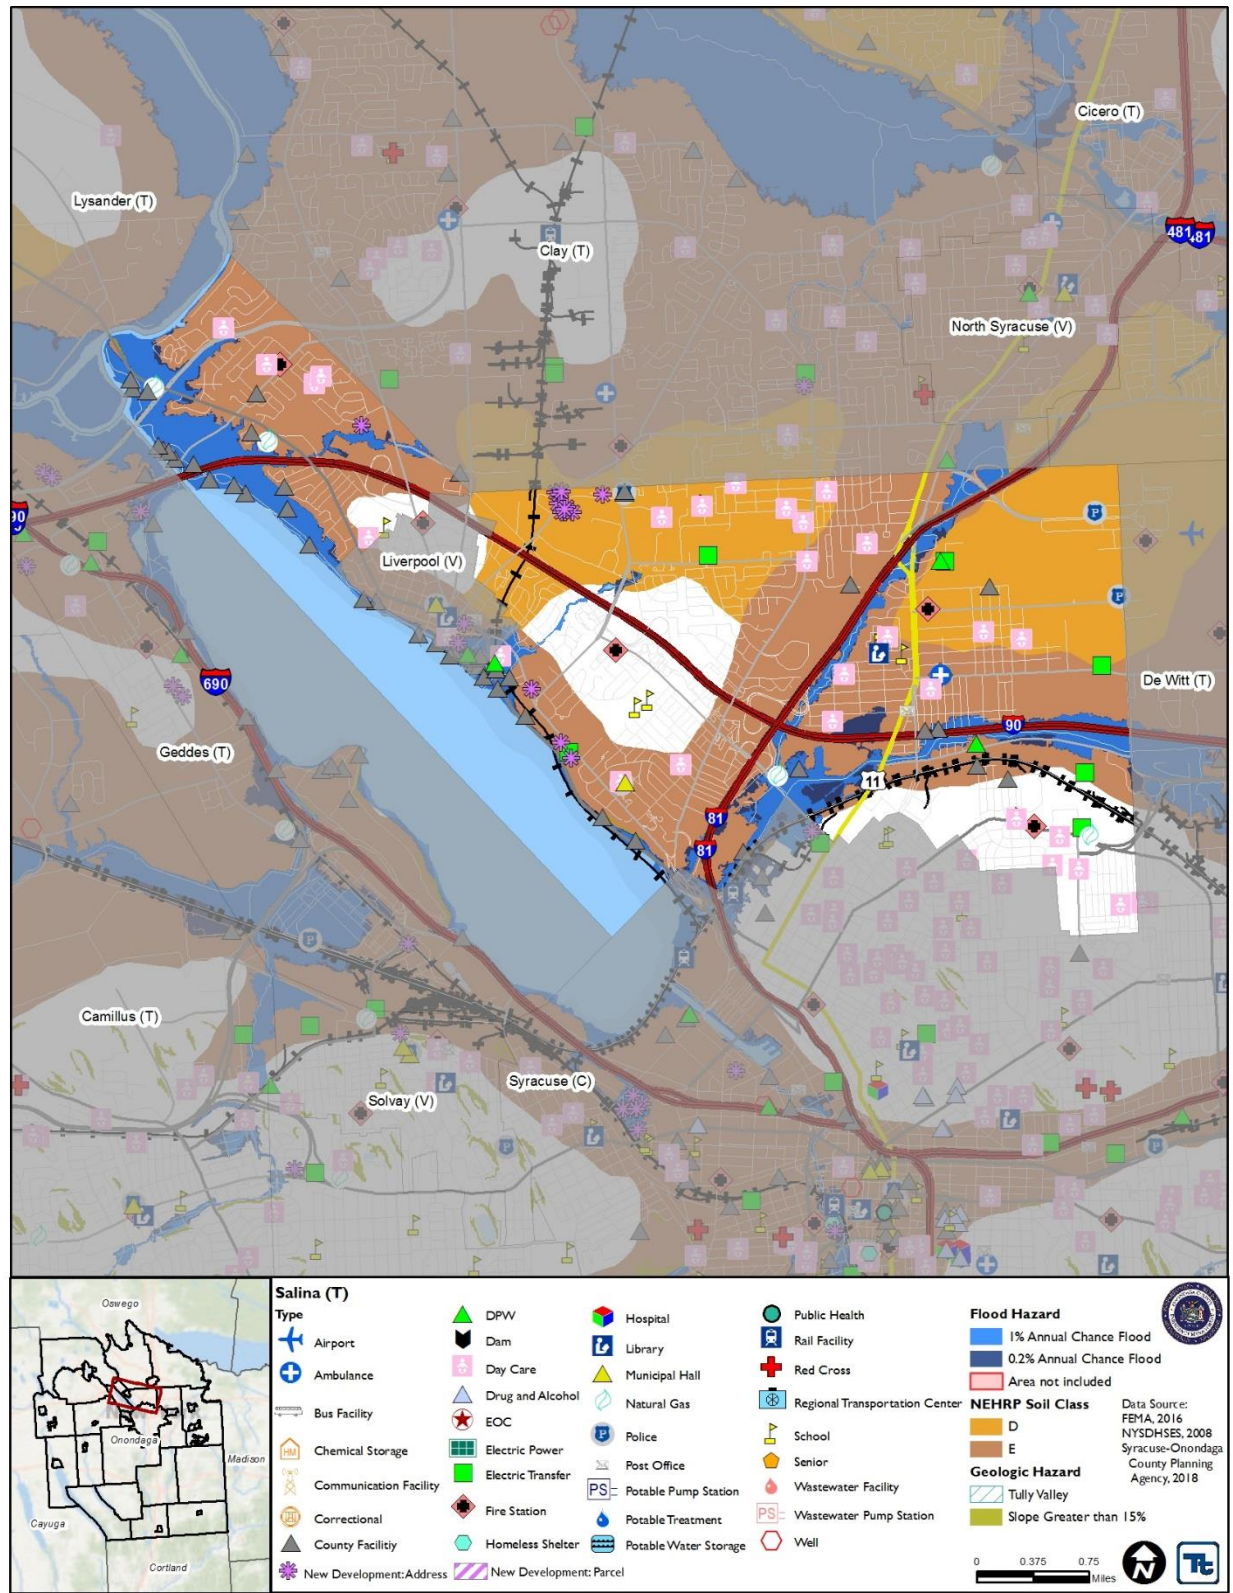 Cicero (T)
Lysander (T)
481
481
Clay (T)
North Syracuse (V)
90
Liverpool (V)
690
De Witt (T)
90
Geddes (T)
11
81
81
Camillus (T)
Syracuse (C)
Solvay (V)
Oswego
Onondaga
Madison
Cayuga
Cortland
Salina (T)
Type
Airport
Ambulance
Bus Facility
HM Chemical Storage
Communication Facility
Correctional
County Facilitiy
New Development: Address
DPW
Dam
Day Care
Drug and Alcohol
EOC
Electric Power
Electric Transfer
Fire Station
Homeless Shelter
New Development: Parcel
Hospital
Library
Municipal Hall
Natural Gas
P Police
Post Office
PS Potable Pump Station
Potable Treatment
Potable Water Storage
Public Health
Rail Facility
Red Cross
Regional Transportation Center
School
Senior
Wastewater Facility
PS Wastewater Pump Station
Well
Flood Hazard
1% Annual Chance Flood
0.2% Annual Chance Flood
Area not included
NEHRP Soil Class
D
E
Geologic Hazard
Tully Valley
Slope Greater than 15%
Data Source:
FEMA, 2016
NYSDHSES, 2008
Syracuse-Onondaga
County Planning
Agency, 2018
0 0.375 0.75
Miles
N
Tt